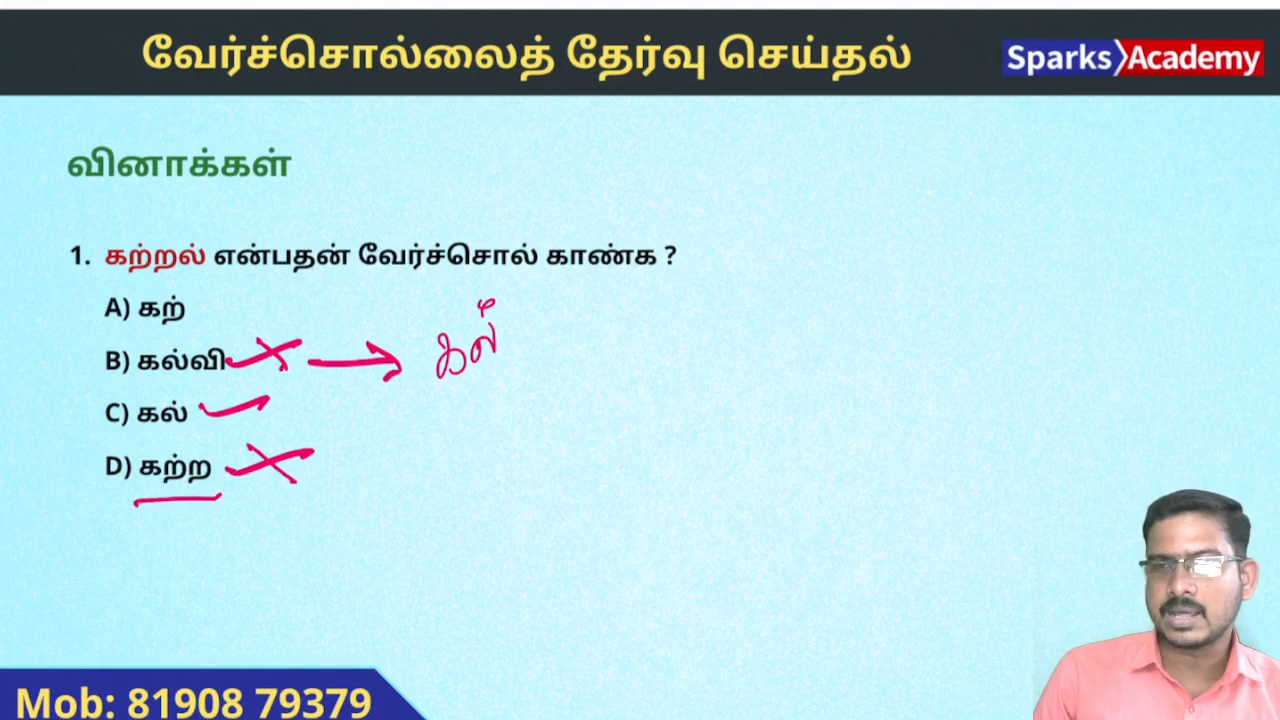 வேர்ச்சொல்லைத் தேர்வு செய்தல்
Sparks Academy
வினாக்கள்
1. கற்றல் என்பதன் வேர்ச்சொல் காண்க ?
A) கற்
B) கல்வி
கல்
C) கல்
D) கற்ற
Mob: 81908 79379